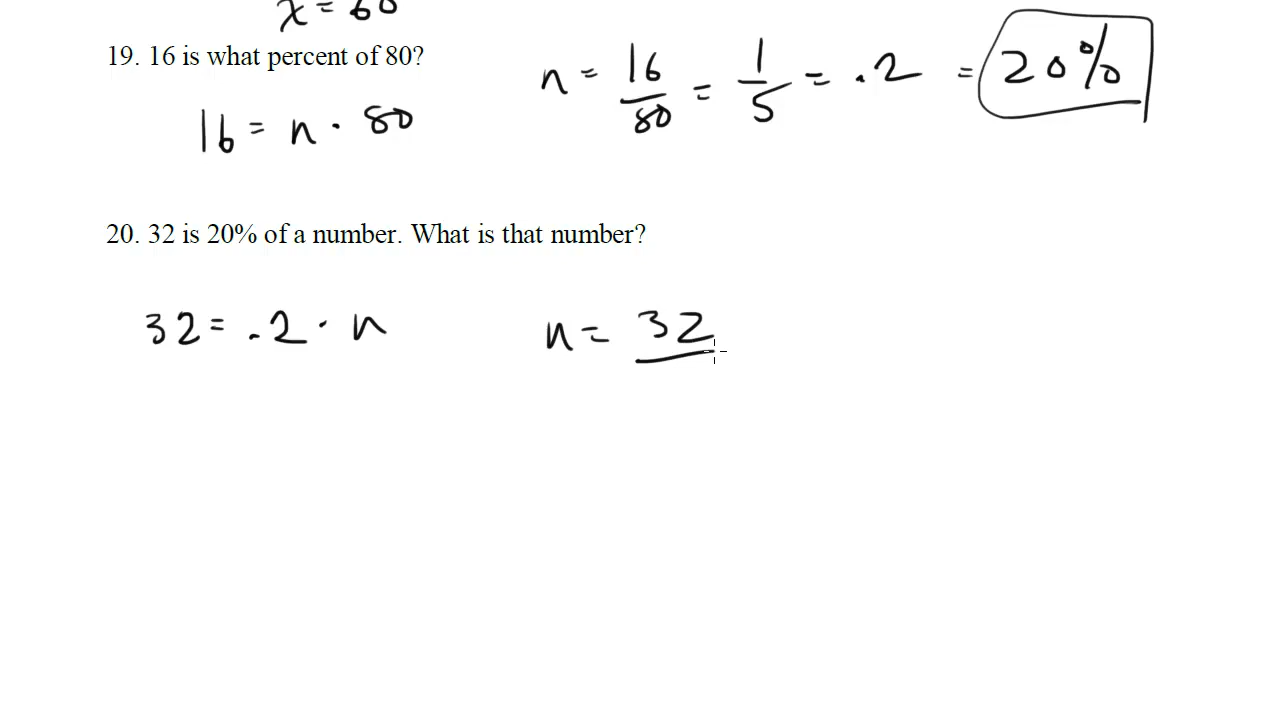 x = 60
19. 16 is what percent of 80?
n = 16/80 = 1/5 = .2 = 20%
16 = n · 80
20. 32 is 20% of a number. What is that number?
32 = .2 · n
n = 32